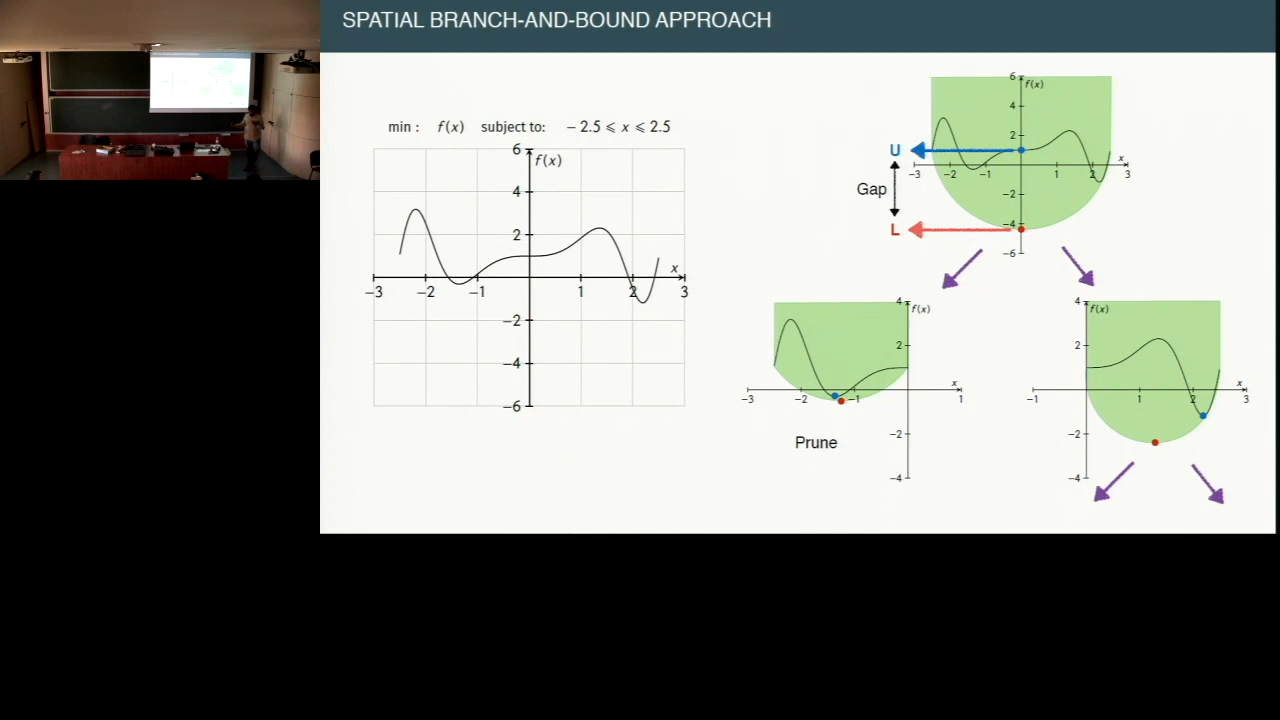 SPATIAL BRANCH-AND-BOUND APPROACH
min : f(x) subject to: − 2.5 ⩽ x ⩽ 2.5
f(x)
6
4
2
−2
−4
−6
−3 −2 −1 1 2 3
x
U
Gap
L
f(x)
6
4
2
−2
−4
−6
−3 −2 −1 1 2 3
x
f(x)
4
2
−2
−4
−3 −2 −1 1
x
Prune
f(x)
4
2
−2
−4
−1 1 2 3
x